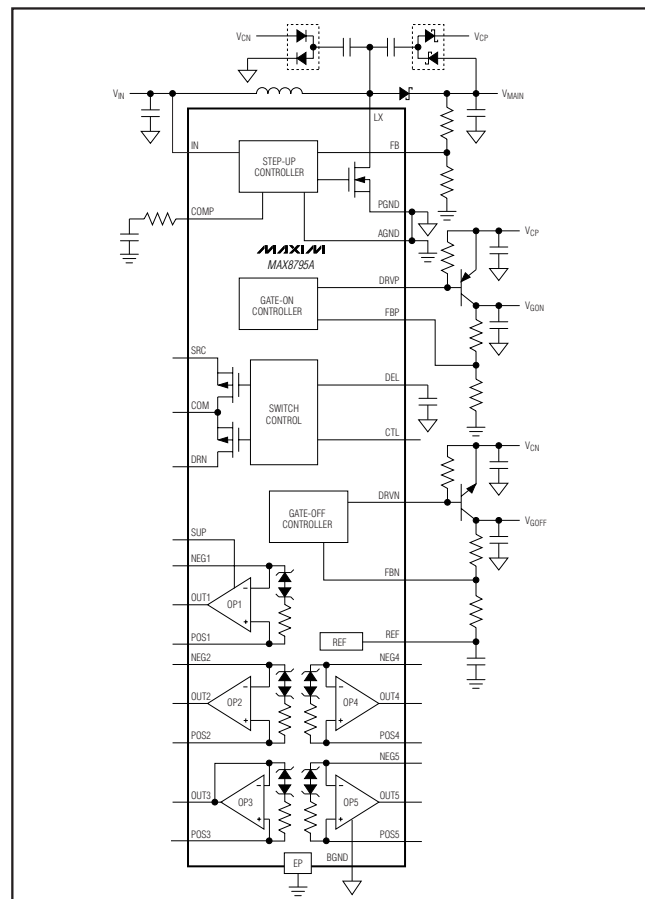 VCN
VCP
VIN
VMAIN
LX
IN
FB
STEP-UP
CONTROLLER
PGND
COMP
AGND
MAXIM
MAX8795A
VCP
DRVP
GATE-ON
CONTROLLER
VGON
FBP
SRC
DEL
COM
SWITCH
CONTROL
CTL
DRN
VCN
DRVN
GATE-OFF
CONTROLLER
VGOFF
SUP
NEG1
FBN
OUT1
OP1
POS1
REF
REF
NEG2
NEG4
OUT2
OP2
OP4
OUT4
POS2
POS4
NEG5
OUT3
OP3
OP5
OUT5
POS3
POS5
EP
BGND